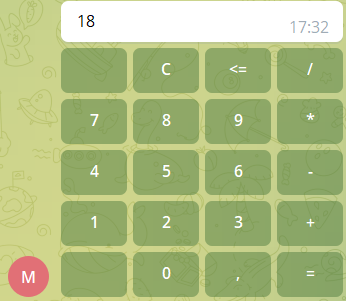 18
17:32
C <= /
7 8 9 *
4 5 6 -
1 2 3 +
M
0 , =